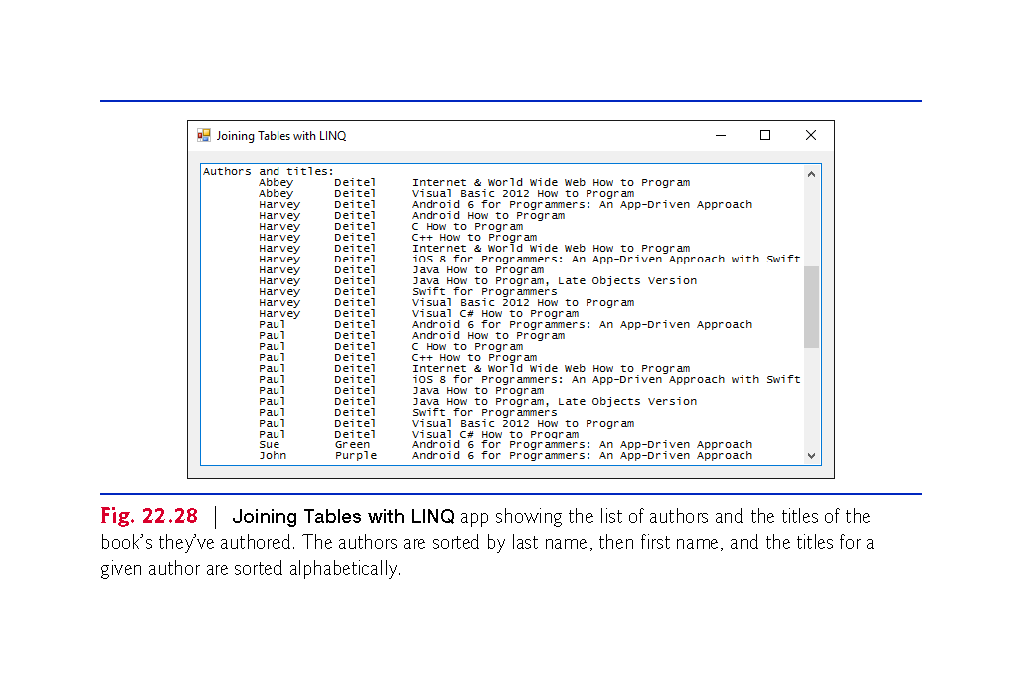 Joining Tables with LINQ
Authors and titles:
Abbey Deitel Internet & World Wide Web How to Program
Abbey Deitel Visual Basic 2012 How to Program
Harvey Deitel Android 6 for Programmers: An App-Driven Approach
Harvey Deitel Android How to Program
Harvey Deitel C How to Program
Harvey Deitel C++ How to Program
Harvey Deitel Internet & World Wide Web How to Program
Harvey Deitel iOS 8 for Programmers: An App-Driven Approach with Swift
Harvey Deitel Java How to Program
Harvey Deitel Java How to Program, Late Objects Version
Harvey Deitel Swift for Programmers
Harvey Deitel Visual Basic 2012 How to Program
Harvey Deitel Visual C# How to Program
Paul Deitel Android 6 for Programmers: An App-Driven Approach
Paul Deitel Android How to Program
Paul Deitel C How to Program
Paul Deitel C++ How to Program
Paul Deitel Internet & World Wide Web How to Program
Paul Deitel iOS 8 for Programmers: An App-Driven Approach with Swift
Paul Deitel Java How to Program
Paul Deitel Java How to Program, Late Objects Version
Paul Deitel Swift for Programmers
Paul Deitel Visual Basic 2012 How to Program
Paul Deitel Visual C# How to Program
Sue Green Android 6 for Programmers: An App-Driven Approach
John Purple Android 6 for Programmers: An App-Driven Approach
Fig. 22.28 | Joining Tables with LINQ app showing the list of authors and the titles of the
book's they've authored. The authors are sorted by last name, then first name, and the titles for a
given author are sorted alphabetically.